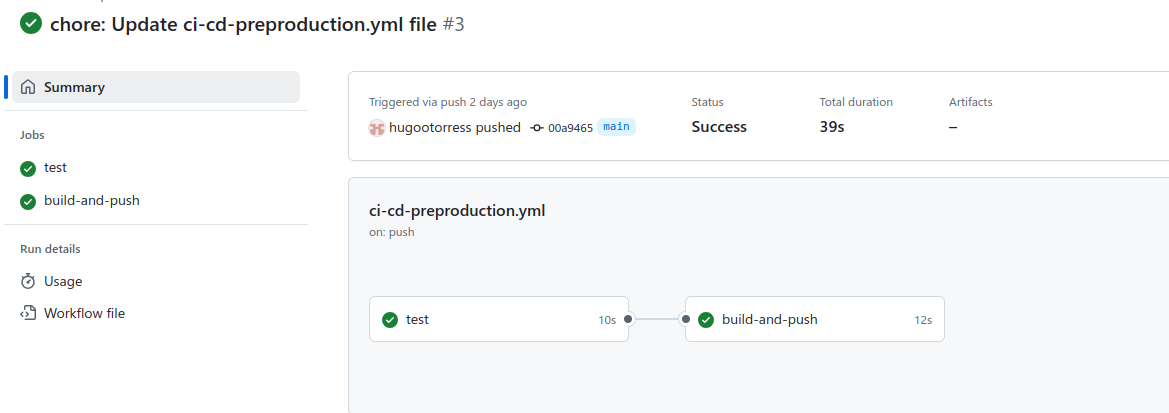 chore: Update ci-cd-preproduction.yml file #3
Summary
Jobs
test
build-and-push
Run details
Usage
Workflow file
Triggered via push 2 days ago
hugootorress pushed 00a9465 main
Status
Success
Total duration
39s
Artifacts
–
ci-cd-preproduction.yml
on: push
test 10s
build-and-push 12s